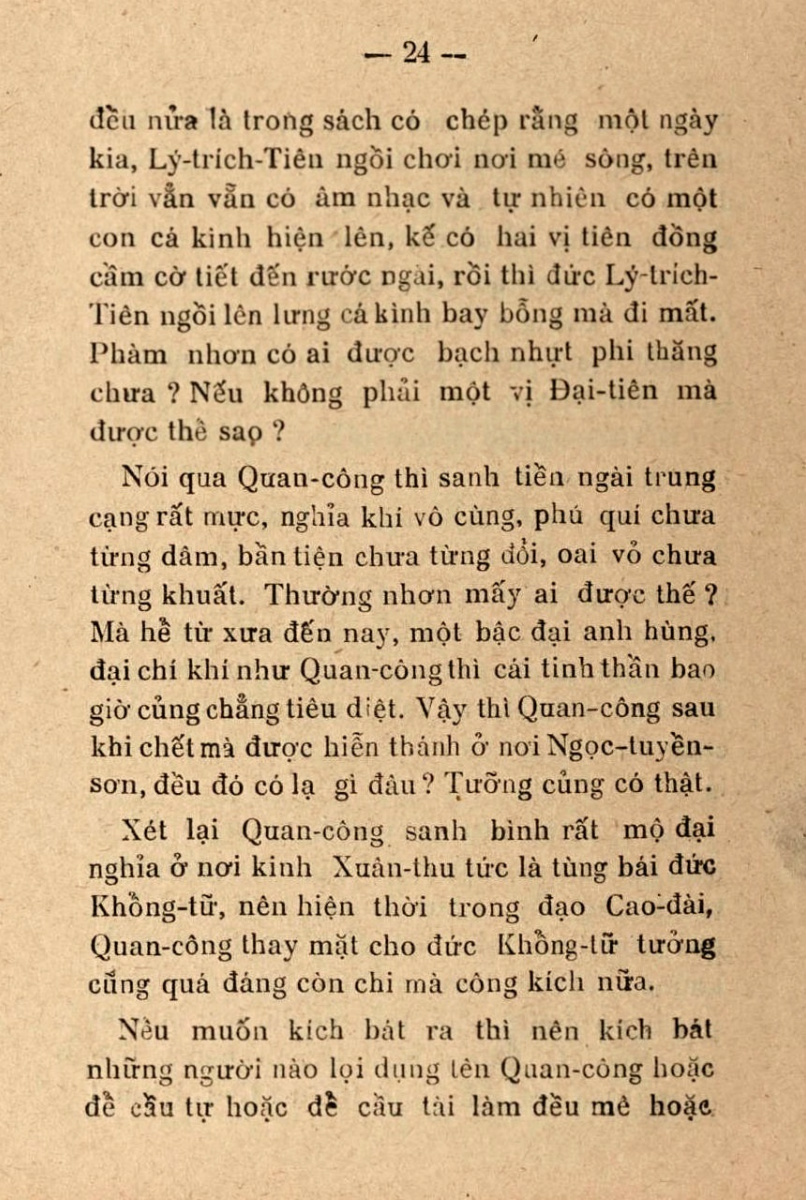 — 24 —
đều nửa là trong sách có chép rằng một ngày
kia, Lý-trích-Tiên ngồi chơi nơi mé sông, trên
trời vẳn vẳn có âm nhạc và tự nhiên có một
con cá kình hiện lên, kế có hai vị tiên đồng
cầm cờ tiết đến rước ngài, rồi thì đức Lý-trích-
Tiên ngồi lên lưng cá kình bay bỗng mà đi mất.
Phàm nhơn có ai được bạch nhựt phi thăng
chưa ? Nếu không phải một vị Đại-tiên mà
được thế sao ?
Nói qua Quan-công thì sanh tiền ngài trung
cang rất mực, nghĩa khí vô cùng, phú quí chưa
từng dâm, bần tiện chưa từng đổi, oai vỏ chưa
từng khuất. Thường nhơn mấy ai được thế ?
Mà hễ từ xưa đến nay, một bậc đại anh hùng,
đại chí khí như Quan-công thì cái tinh thần bao
giờ củng chẳng tiêu diệt. Vậy thì Quan-công sau
khi chết mà được hiễn thánh ở nơi Ngọc-tuyền-
sơn, đều đó có lạ gì đâu ? Tưởng củng có thật.
Xét lại Quan-công sanh bình rất mộ đại
nghỉa ở nơi kinh Xuân-thu tức là tùng bái đức
Khổng-tữ, nên hiện thời trong đạo Cao-đài,
Quan-công thay mặt cho đức Khổng-tữ tưởng
cũng quá đáng còn chi mà công kích nữa.
Nếu muốn kích bát ra thì nên kích bát
những người nào lợi dụng tên Quan-công hoặc
để cầu tự hoặc để cầu tài làm đều mê hoặc